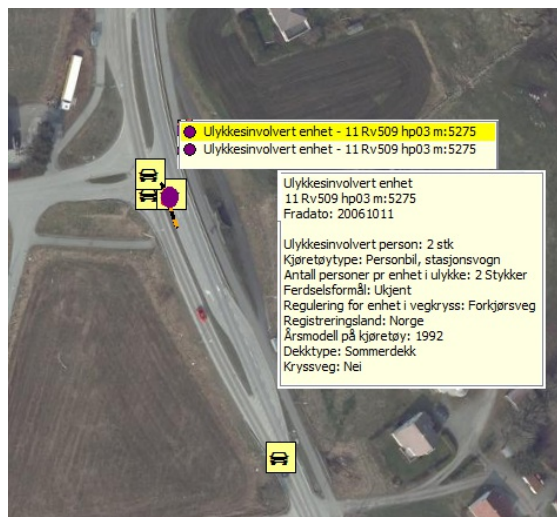 Ulykkesinvolvert enhet - 11 Rv509 hp03 m:5275
Ulykkesinvolvert enhet - 11 Rv509 hp03 m:5275
Ulykkesinvolvert enhet
11 Rv509 hp03 m:5275
Fradato: 20061011
Ulykkesinvolvert person: 2 stk
Kjøretøytype: Personbil, stasjonsvogn
Antall personer pr enhet i ulykke: 2 Stykker
Ferdselsformål: Ukjent
Regulering for enhet i vegkryss: Forkjørsveg
Registreringsland: Norge
Årsmodell på kjøretøy: 1992
Dekktype: Sommerdekk
Kryssveg: Nei